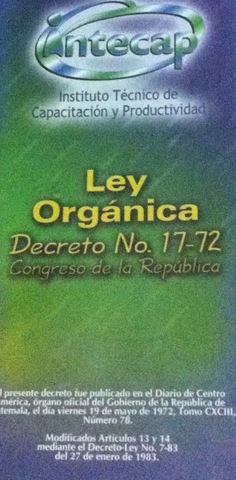 intecap
Instituto Técnico de
Capacitación y Productividad
Ley
Orgánica
Decreto No. 17-72
Congreso de la República
l presente decreto fue publicado en el Diario de Centro
mérica, órgano oficial del Gobierno de la República de
temala, el día viernes 19 de mayo de 1972, Tomo CXCIII,
Número 78.
Modificados Artículos 13 y 14
mediante el Decreto-Ley No. 7-83
del 27 de enero de 1983.